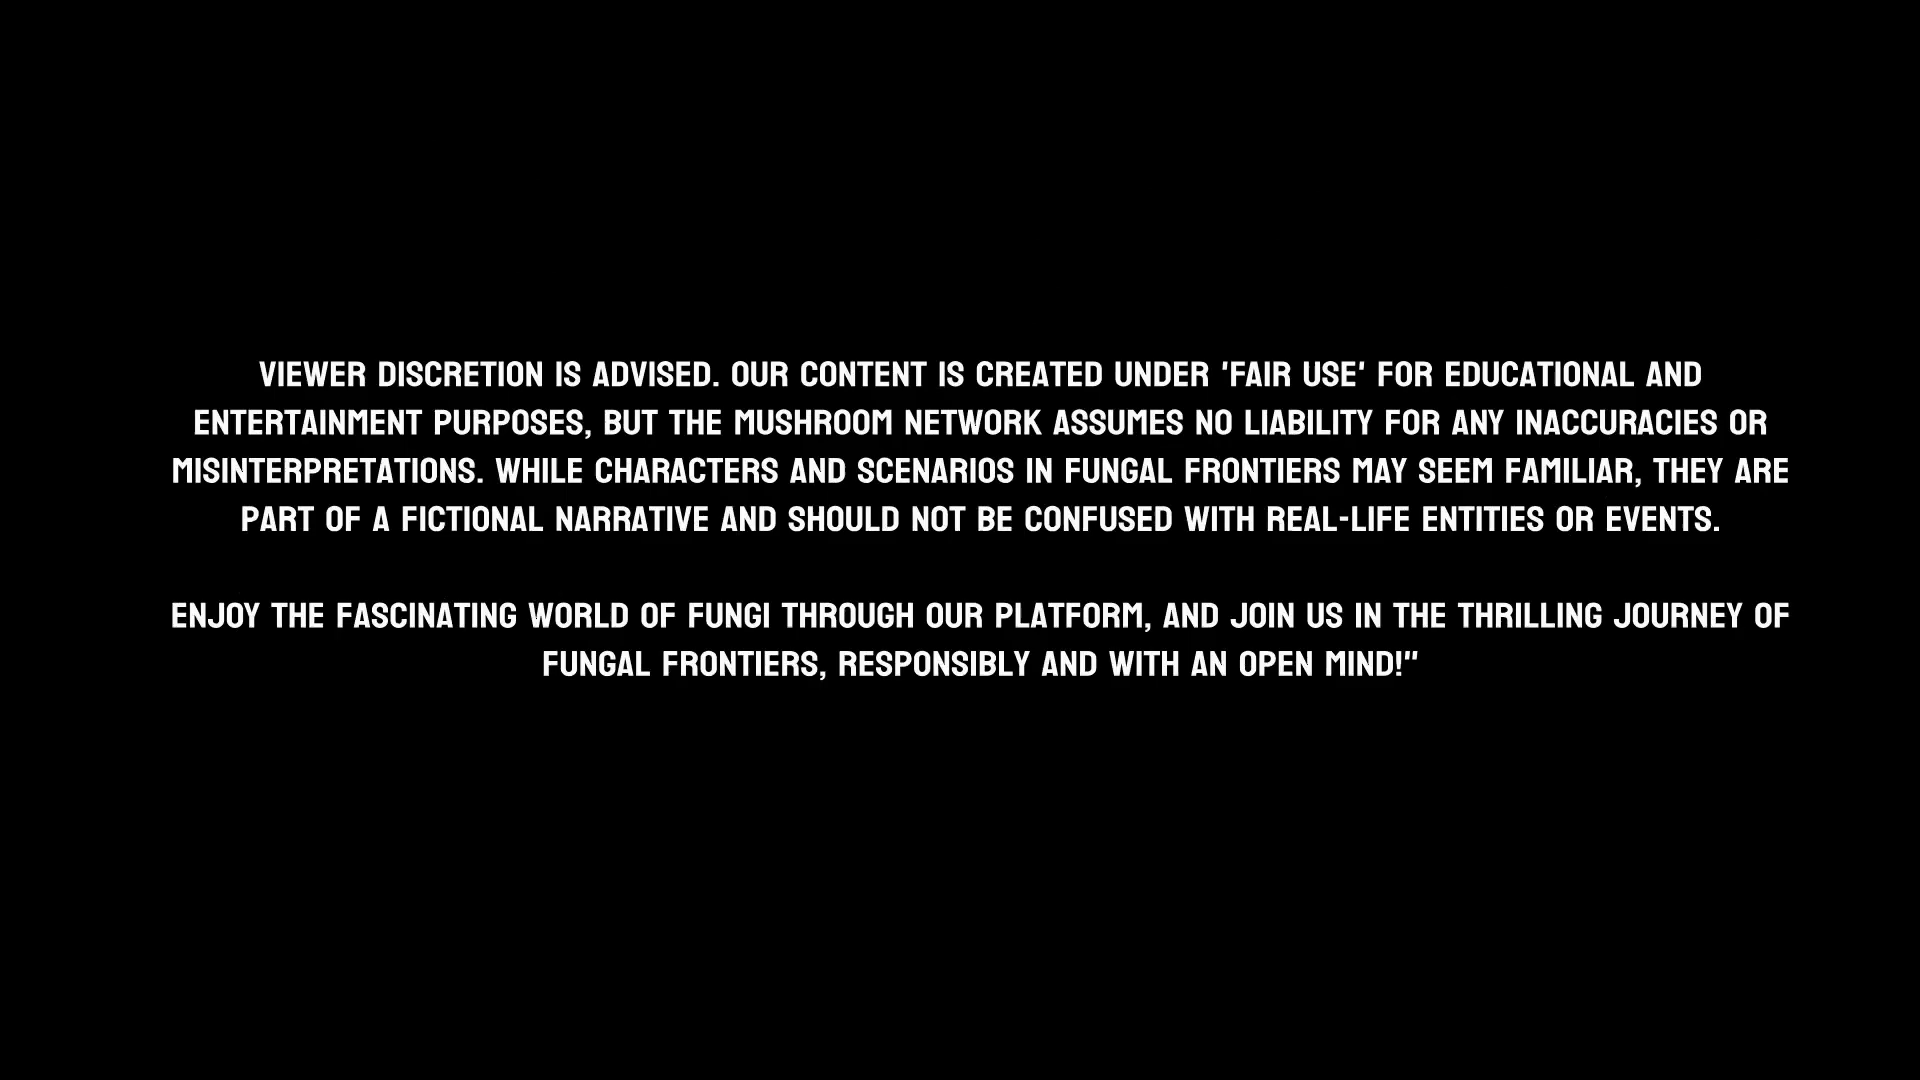 VIEWER DISCRETION IS ADVISED. OUR CONTENT IS CREATED UNDER 'FAIR USE' FOR EDUCATIONAL AND
ENTERTAINMENT PURPOSES, BUT THE MUSHROOM NETWORK ASSUMES NO LIABILITY FOR ANY INACCURACIES OR
MISINTERPRETATIONS. WHILE CHARACTERS AND SCENARIOS IN FUNGAL FRONTIERS MAY SEEM FAMILIAR, THEY ARE
PART OF A FICTIONAL NARRATIVE AND SHOULD NOT BE CONFUSED WITH REAL-LIFE ENTITIES OR EVENTS.
ENJOY THE FASCINATING WORLD OF FUNGI THROUGH OUR PLATFORM, AND JOIN US IN THE THRILLING JOURNEY OF
FUNGAL FRONTIERS, RESPONSIBLY AND WITH AN OPEN MIND!"